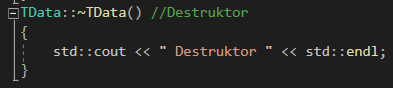 TData::~TData() //Destruktor
{
    std::cout << " Destruktor " << std::endl;
}